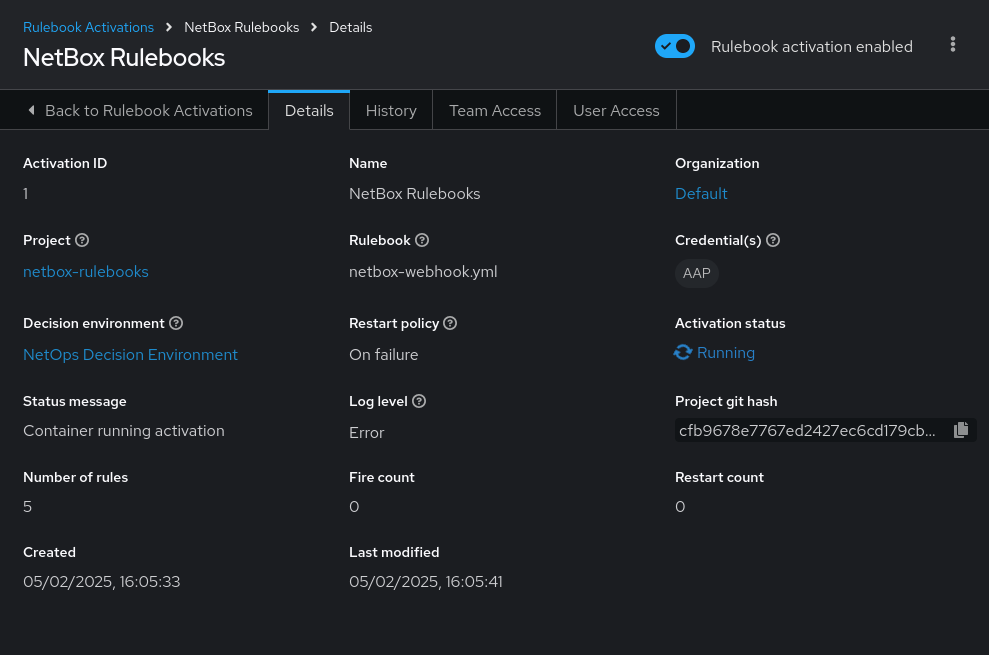 Rulebook Activations > NetBox Rulebooks > Details
NetBox Rulebooks
Rulebook activation enabled
Back to Rulebook Activations
Details
History
Team Access
User Access
Activation ID
1
Name
NetBox Rulebooks
Organization
Default
Project
netbox-rulebooks
Rulebook
netbox-webhook.yml
Credential(s)
AAP
Decision environment
NetOps Decision Environment
Restart policy
On failure
Activation status
Running
Status message
Container running activation
Log level
Error
Project git hash
cfb9678e7767ed2427ec6cd179cb...
Number of rules
5
Fire count
0
Restart count
0
Created
05/02/2025, 16:05:33
Last modified
05/02/2025, 16:05:41